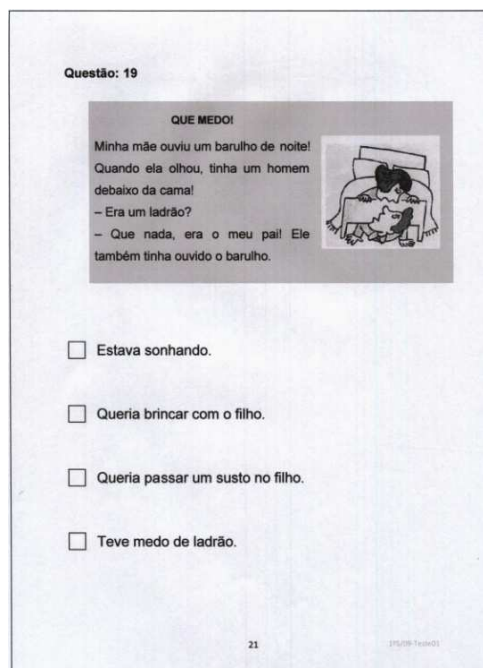 Questão: 19
QUE MEDO!
Minha mãe ouviu um barulho de noite!
Quando ela olhou, tinha um homem
debaixo da cama!
– Era um ladrão?
– Que nada, era o meu pai! Ele
também tinha ouvido o barulho.
Estava sonhando.
Queria brincar com o filho.
Queria passar um susto no filho.
Teve medo de ladrão.
21